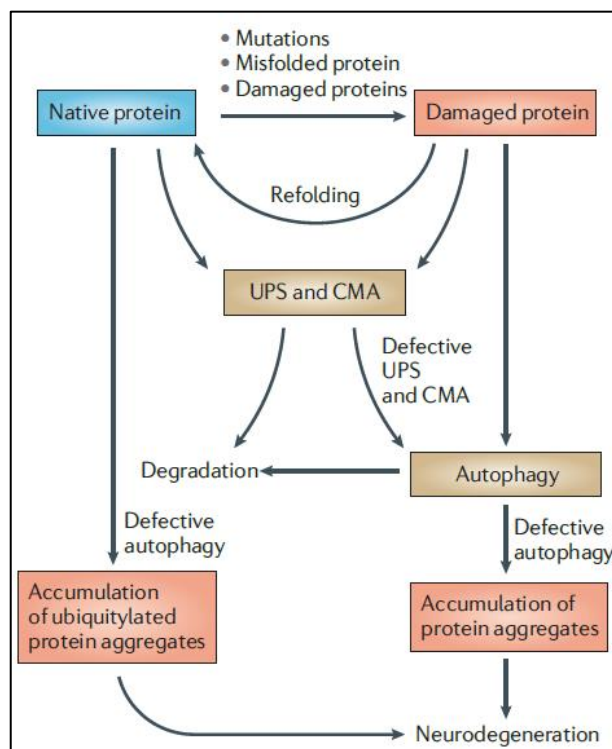 • Mutations
• Misfolded protein
• Damaged proteins
Native protein
Damaged protein
Refolding
UPS and CMA
Defective
UPS
and CMA
Degradation
Autophagy
Defective
autophagy
Defective
autophagy
Accumulation
of ubiquitylated
protein aggregates
Accumulation of
protein aggregates
Neurodegeneration